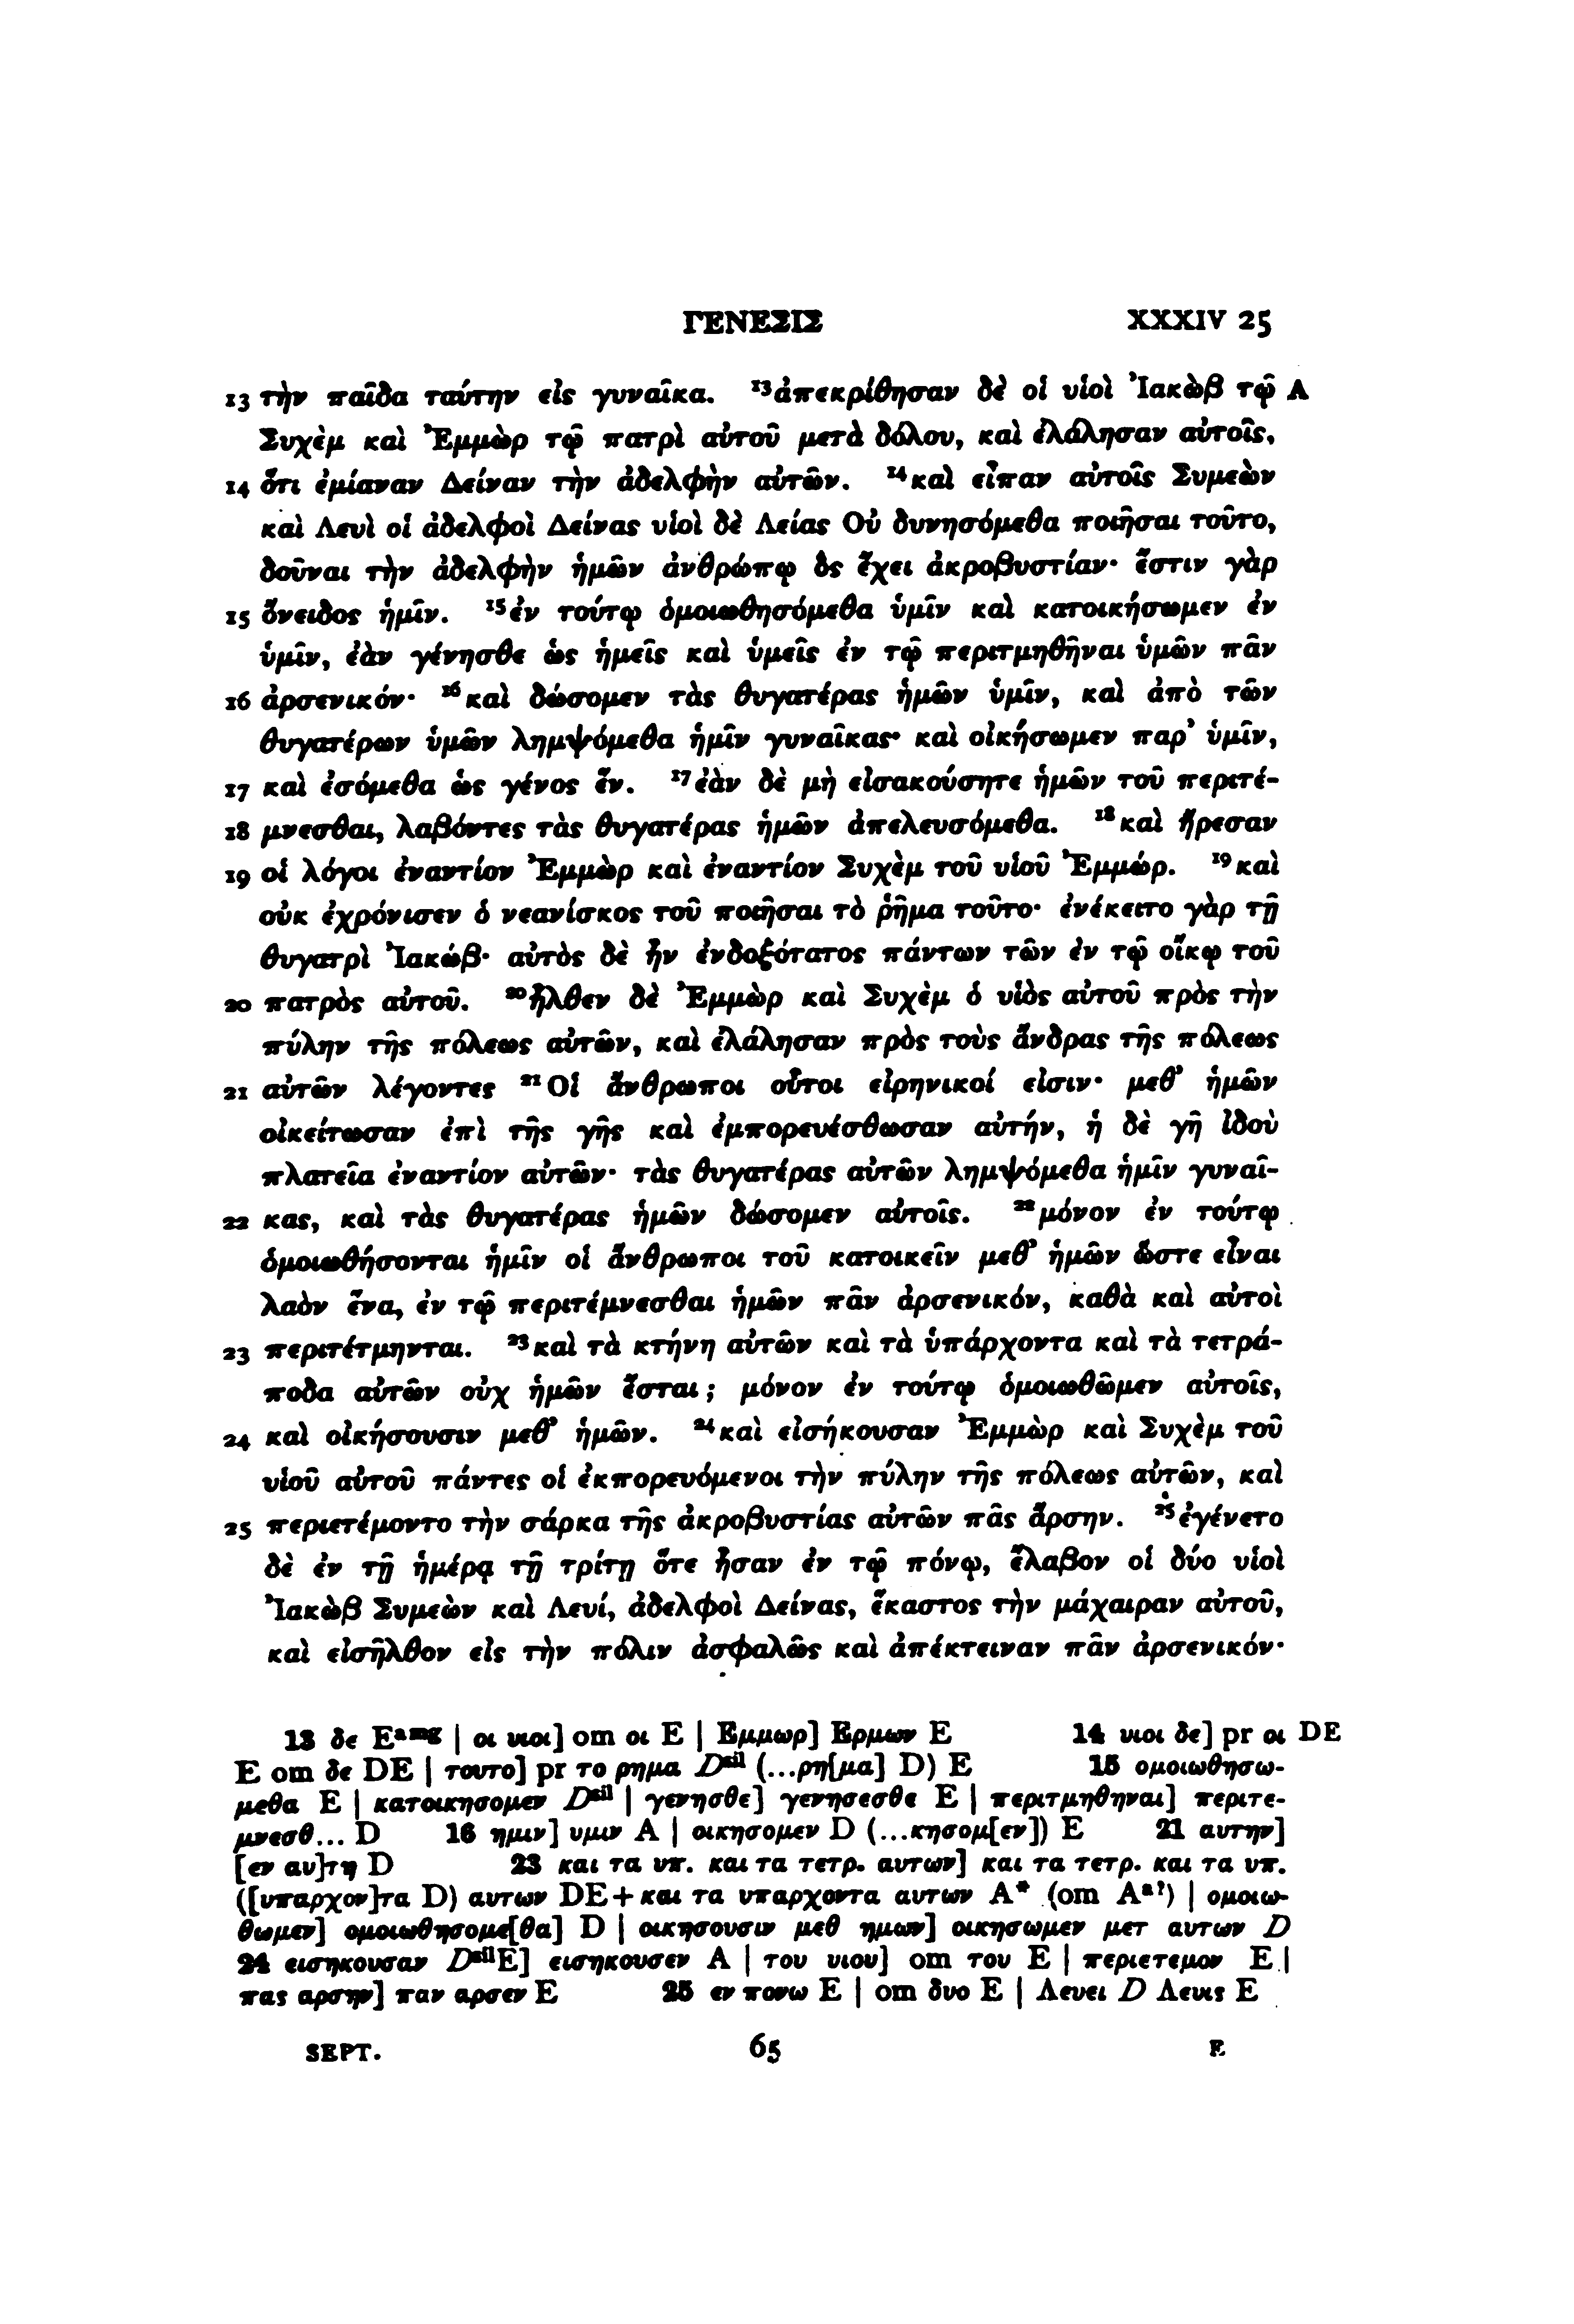 ΓΕΝΕΣΙΣ XXXIV 25
13 τὴν παῖδα ταύτην εἰς γυναῖκα. ¹³ἀπεκρίθησαν δὲ οἱ υἱοὶ Ἰακὼβ τῷ A
Συχὲμ καὶ Ἐμμὼρ τῷ πατρὶ αὐτοῦ μετὰ δόλου, καὶ ἐλάλησαν αὐτοῖς,
14 ὅτι ἐμίαναν Δείναν τὴν ἀδελφὴν αὐτῶν. ¹⁴καὶ εἶπαν αὐτοῖς Συμεὼν
καὶ Λευὶ οἱ ἀδελφοὶ Δείνας υἱοὶ δὲ Λείας Οὐ δυνησόμεθα ποιῆσαι τοῦτο,
δοῦναι τὴν ἀδελφὴν ἡμῶν ἀνθρώπῳ ὃς ἔχει ἀκροβυστίαν· ἔστιν γὰρ
15 ὄνειδος ἡμῖν. ¹⁵ἐν τούτῳ ὁμοιωθησόμεθα ὑμῖν καὶ κατοικήσωμεν ἐν
ὑμῖν, ἐὰν γένησθε ὡς ἡμεῖς καὶ ὑμεῖς ἐν τῷ περιτμηθῆναι ὑμῶν πᾶν
16 ἀρσενικόν· ¹⁶καὶ δώσομεν τὰς θυγατέρας ἡμῶν ὑμῖν, καὶ ἀπὸ τῶν
θυγατέρων ὑμῶν λημψόμεθα ἡμῖν γυναῖκας· καὶ οἰκήσωμεν παρ’ ὑμῖν,
17 καὶ ἐσόμεθα ὡς γένος ἕν. ¹⁷ἐὰν δὲ μὴ εἰσακούσητε ἡμῶν τοῦ περιτέ-
18 μνεσθαι, λαβόντες τὰς θυγατέρας ἡμῶν ἀπελευσόμεθα. ¹⁸καὶ ἤρεσαν
19 οἱ λόγοι ἐναντίον Ἐμμὼρ καὶ ἐναντίον Συχὲμ τοῦ υἱοῦ Ἐμμώρ. ¹⁹καὶ
οὐκ ἐχρόνισεν ὁ νεανίσκος τοῦ ποιῆσαι τὸ ῥῆμα τοῦτο· ἐνέκειτο γὰρ τῇ
θυγατρὶ Ἰακώβ· αὐτὸς δὲ ἦν ἐνδοξότατος πάντων τῶν ἐν τῷ οἴκῳ τοῦ
20 πατρὸς αὐτοῦ. ²⁰ἦλθεν δὲ Ἐμμὼρ καὶ Συχὲμ ὁ υἱὸς αὐτοῦ πρὸς τὴν
πύλην τῆς πόλεως αὐτῶν, καὶ ἐλάλησαν πρὸς τοὺς ἄνδρας τῆς πόλεως
21 αὐτῶν λέγοντες ²¹Οἱ ἄνθρωποι οὗτοι εἰρηνικοί εἰσιν· μεθ’ ἡμῶν
οἰκείτωσαν ἐπὶ τῆς γῆς καὶ ἐμπορευέσθωσαν αὐτήν, ἡ δὲ γῆ ἰδοὺ
πλατεῖα ἐναντίον αὐτῶν· τὰς θυγατέρας αὐτῶν λημψόμεθα ἡμῖν γυναῖ-
22 κας, καὶ τὰς θυγατέρας ἡμῶν δώσομεν αὐτοῖς. ²²μόνον ἐν τούτῳ
ὁμοιωθήσονται ἡμῖν οἱ ἄνθρωποι τοῦ κατοικεῖν μεθ’ ἡμῶν ὥστε εἶναι
λαὸν ἕνα, ἐν τῷ περιτέμνεσθαι ἡμῶν πᾶν ἀρσενικόν, καθὰ καὶ αὐτοὶ
23 περιτέτμηνται. ²³καὶ τὰ κτήνη αὐτῶν καὶ τὰ ὑπάρχοντα καὶ τὰ τετρά-
ποδα αὐτῶν οὐχ ἡμῶν ἔσται; μόνον ἐν τούτῳ ὁμοιωθῶμεν αὐτοῖς,
24 καὶ οἰκήσουσιν μεθ’ ἡμῶν. ²⁴καὶ εἰσήκουσαν Ἐμμὼρ καὶ Συχὲμ τοῦ
υἱοῦ αὐτοῦ πάντες οἱ ἐκπορευόμενοι τὴν πύλην τῆς πόλεως αὐτῶν, καὶ
25 περιετέμοντο τὴν σάρκα τῆς ἀκροβυστίας αὐτῶν πᾶς ἄρσην. ²⁵ἐγένετο
δὲ ἐν τῇ ἡμέρᾳ τῇ τρίτῃ ὅτε ἦσαν ἐν τῷ πόνῳ, ἔλαβον οἱ δύο υἱοὶ
Ἰακὼβ Συμεὼν καὶ Λευί, ἀδελφοὶ Δείνας, ἕκαστος τὴν μάχαιραν αὐτοῦ,
καὶ εἰσῆλθον εἰς τὴν πόλιν ἀσφαλῶς καὶ ἀπέκτειναν πᾶν ἀρσενικόν·
13 δε Eᵃᵐᵍ | οι υιοι] om οι E | Εμμωρ] Ερμων E 14 υιοι δε] pr οι DE
E om δε DE | τουτο] pr το ρημα Dˢⁱˡ (...ρη[μα] D) E 15 ομοιωθησω-
μεθα E | κατοικησομεν Dˢⁱˡ | γενησθε] γενησεσθε E | περιτμηθηναι] περιτε-
μνεσθ... D 16 ημιν] υμιν A | οικησομεν D (...κησομ[εν]) E 21 αυτην]
[εν αυ]τη D 23 και τα υπ. και τα τετρ. αυτων] και τα τετρ. και τα υπ.
([υπαρχον]τα D) αυτων DE + και τα υπαρχοντα αυτων A* (om Aᵃ?) | ομοιω-
θωμεν] ομοιωθησομε[θα] D | οικησουσιν μεθ ημων] οικησωμεν μετ αυτων D
24 εισηκουσαν DˢⁱˡE] εισηκουσεν A | του υιου] om του E | περιετεμον E |
πας αρσην] παν αρσεν E 25 εν πονω E | om δυο E | Λευει D Λευις E
SEPT. 65 E